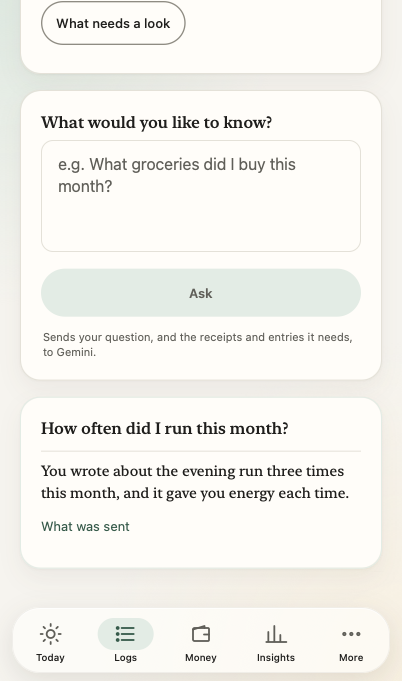 What needs a look
What would you like to know?
e.g. What groceries did I buy this
month?
Ask
Sends your question, and the receipts and entries it needs,
to Gemini.
How often did I run this month?
You wrote about the evening run three times
this month, and it gave you energy each time.
What was sent
Today
Logs
Money
Insights
More